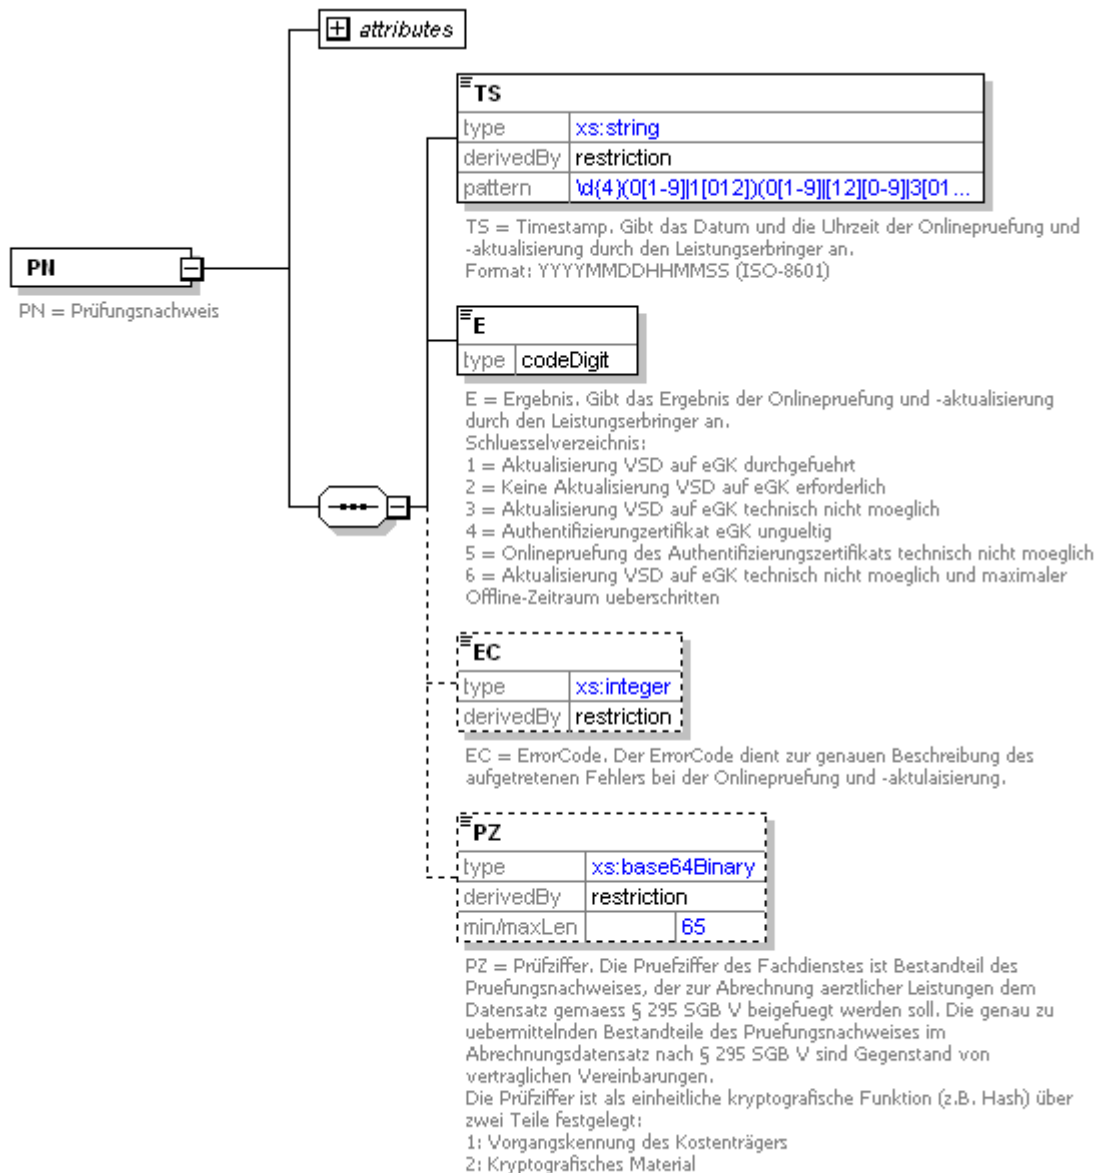 attributes
TS
type xs:string
derivedBy restriction
pattern \d{4}(0[1-9]|1[012])(0[1-9]|[12][0-9]|3[01...
TS = Timestamp. Gibt das Datum und die Uhrzeit der Onlinepruefung und
-aktualisierung durch den Leistungserbringer an.
Format: YYYYMMDDHHMMSS (ISO-8601)
PN
PN = Prüfungsnachweis
E
type codeDigit
E = Ergebnis. Gibt das Ergebnis der Onlinepruefung und -aktualisierung
durch den Leistungserbringer an.
Schluesselverzeichnis:
1 = Aktualisierung VSD auf eGK durchgefuehrt
2 = Keine Aktualisierung VSD auf eGK erforderlich
3 = Aktualisierung VSD auf eGK technisch nicht moeglich
4 = Authentifizierungzertifikat eGK ungueltig
5 = Onlinepruefung des Authentifizierungszertifikats technisch nicht moeglich
6 = Aktualisierung VSD auf eGK technisch nicht moeglich und maximaler
Offline-Zeitraum ueberschritten
EC
type xs:integer
derivedBy restriction
EC = ErrorCode. Der ErrorCode dient zur genauen Beschreibung des
aufgetretenen Fehlers bei der Onlinepruefung und -aktulaisierung.
PZ
type xs:base64Binary
derivedBy restriction
min/maxLen 65
PZ = Prüfziffer. Die Pruefziffer des Fachdienstes ist Bestandteil des
Pruefungsnachweises, der zur Abrechnung aerztlicher Leistungen dem
Datensatz gemaess § 295 SGB V beigefuegt werden soll. Die genau zu
uebermittelnden Bestandteile des Pruefungsnachweises im
Abrechnungsdatensatz nach § 295 SGB V sind Gegenstand von
vertraglichen Vereinbarungen.
Die Prüfziffer ist als einheitliche kryptografische Funktion (z.B. Hash) über
zwei Teile festgelegt:
1: Vorgangskennung des Kostenträgers
2: Kryptografisches Material